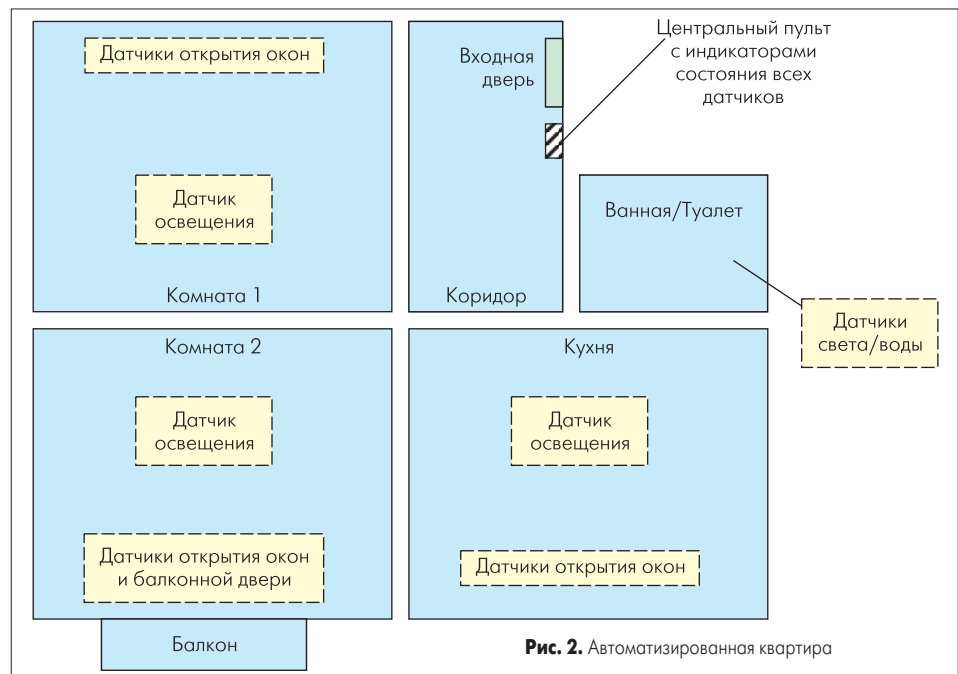 Датчики открытия окон
Датчик
освещения
Комната 1
Входная
дверь
Коридор
Центральный пульт
с индикаторами
состояния всех
датчиков
Ванная/Туалет
Датчики
света/воды
Комната 2
Датчик
освещения
Датчики открытия окон
и балконной двери
Балкон
Кухня
Датчик
освещения
Датчики открытия окон
Рис. 2. Автоматизированная квартира